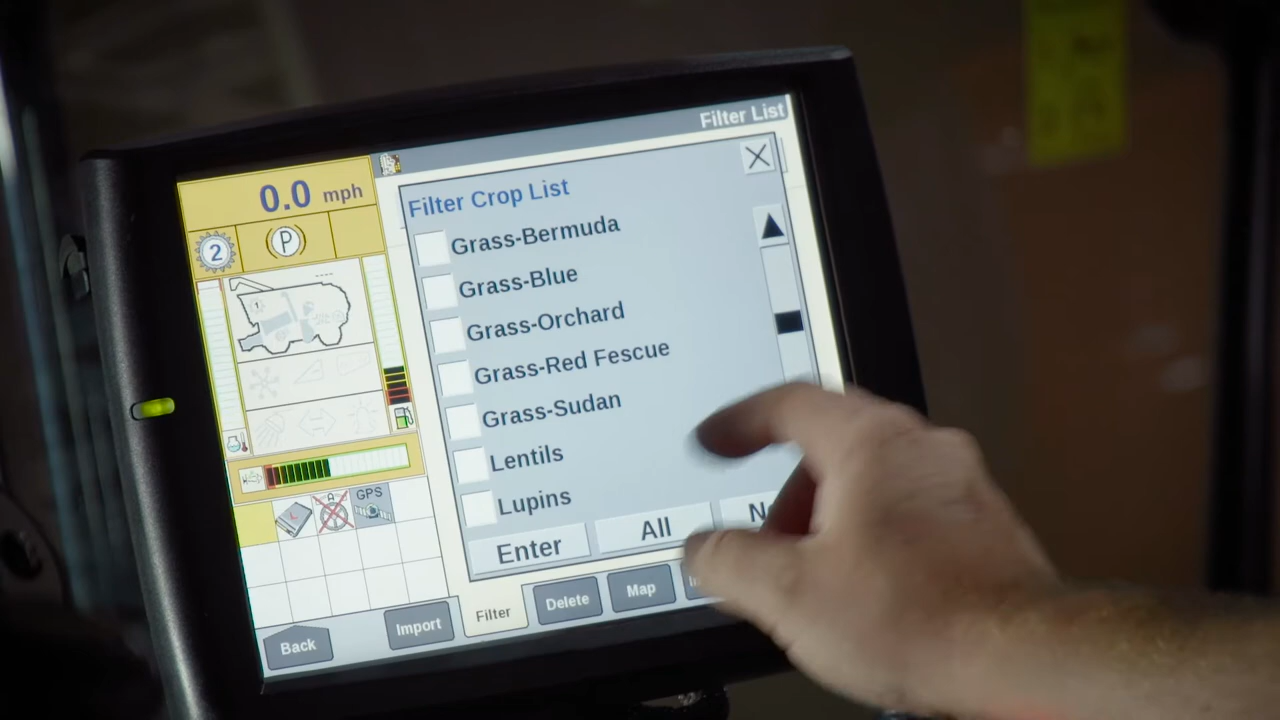 Filter List
0.0 mph
2
P
Filter Crop List
Grass-Bermuda
Grass-Blue
Grass-Orchard
Grass-Red Fescue
Grass-Sudan
Lentils
Lupins
GPS
Enter
All
Back
Import
Filter
Delete
Map